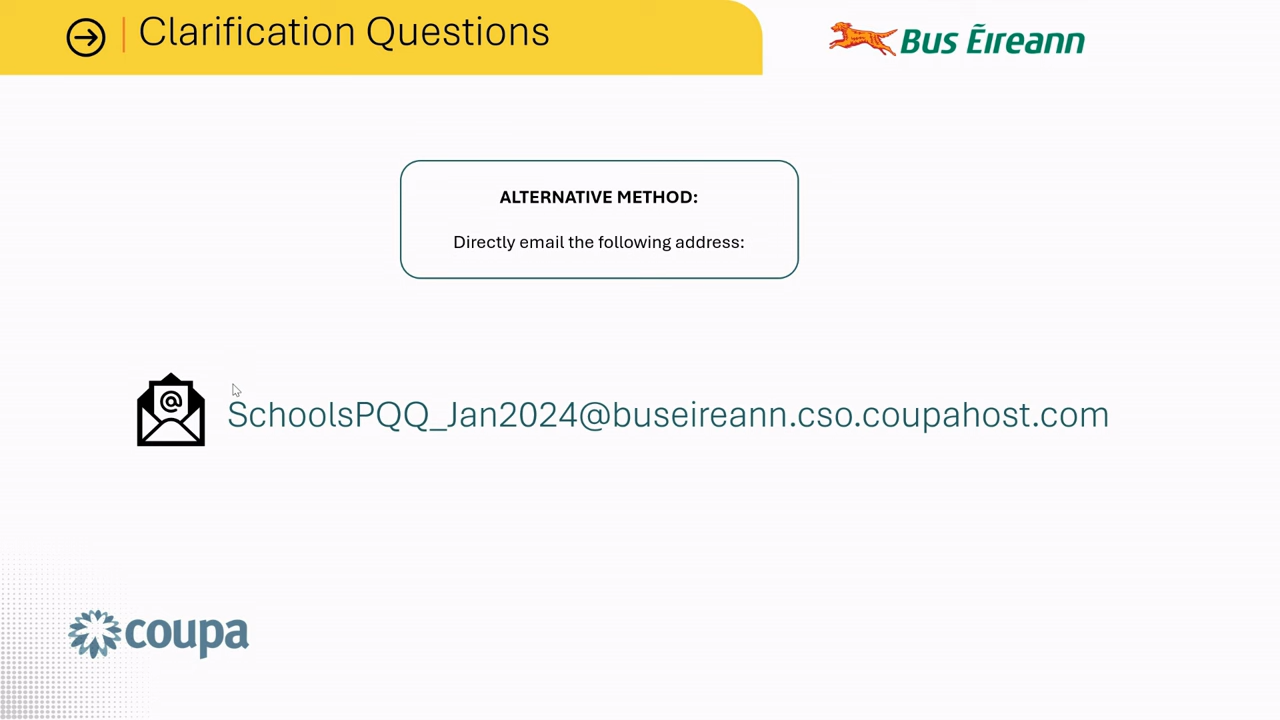 Clarification Questions
Bus Éireann
ALTERNATIVE METHOD:
Directly email the following address:
@
SchoolsPQQ_Jan2024@buseireann.cso.coupahost.com
coupa